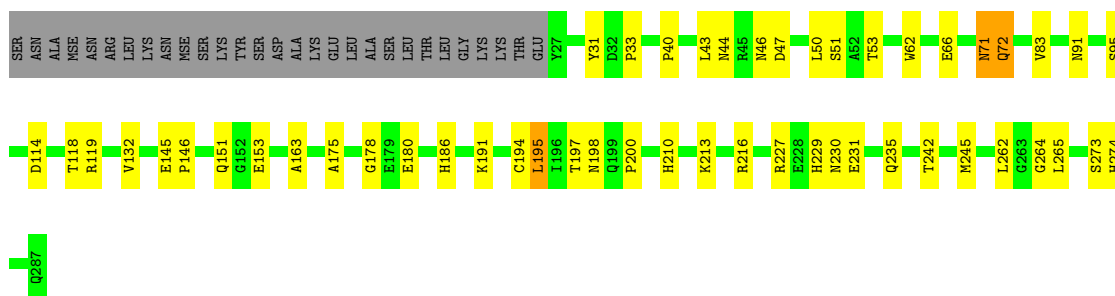 SER ASN ALA MSE ASN ARG LEU LYS ASN MSE SER LYS TYR SER ASP ALA LYS GLU LEU ALA SER LEU THR LEU GLY LYS LYS THR GLU Y27 Y31 D32 P33 P40 L43 N44 R45 N46 D47 L50 S51 A52 T53 W62 E66 N71 Q72 V83 N91 S95
D114 T118 R119 V132 E145 P146 Q151 G152 E153 A163 A175 G178 E179 E180 H186 K191 C194 L195 I196 T197 N198 Q199 P200 H210 K213 R216 R227 E228 H229 N230 E231 Q235 T242 M245 L262 G263 G264 L265 S273 H274
Q287